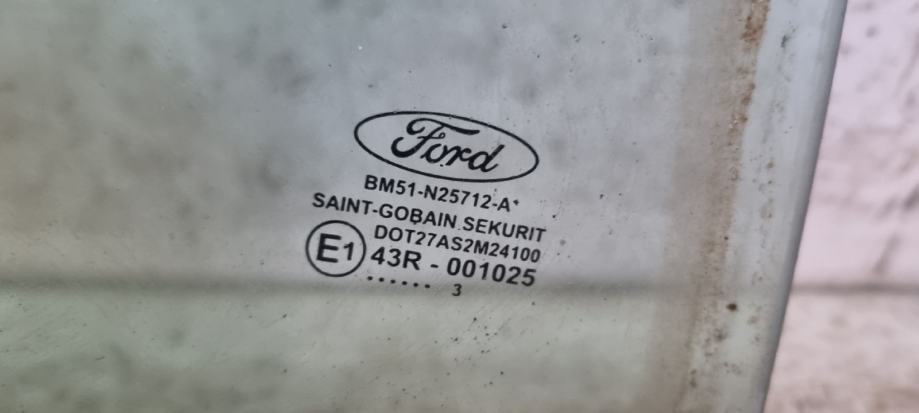 Ford
BM51-N25712-A*
SAINT-GOBAIN SEKURIT
DOT27AS2M24100
E1 43R - 001025
...... 3